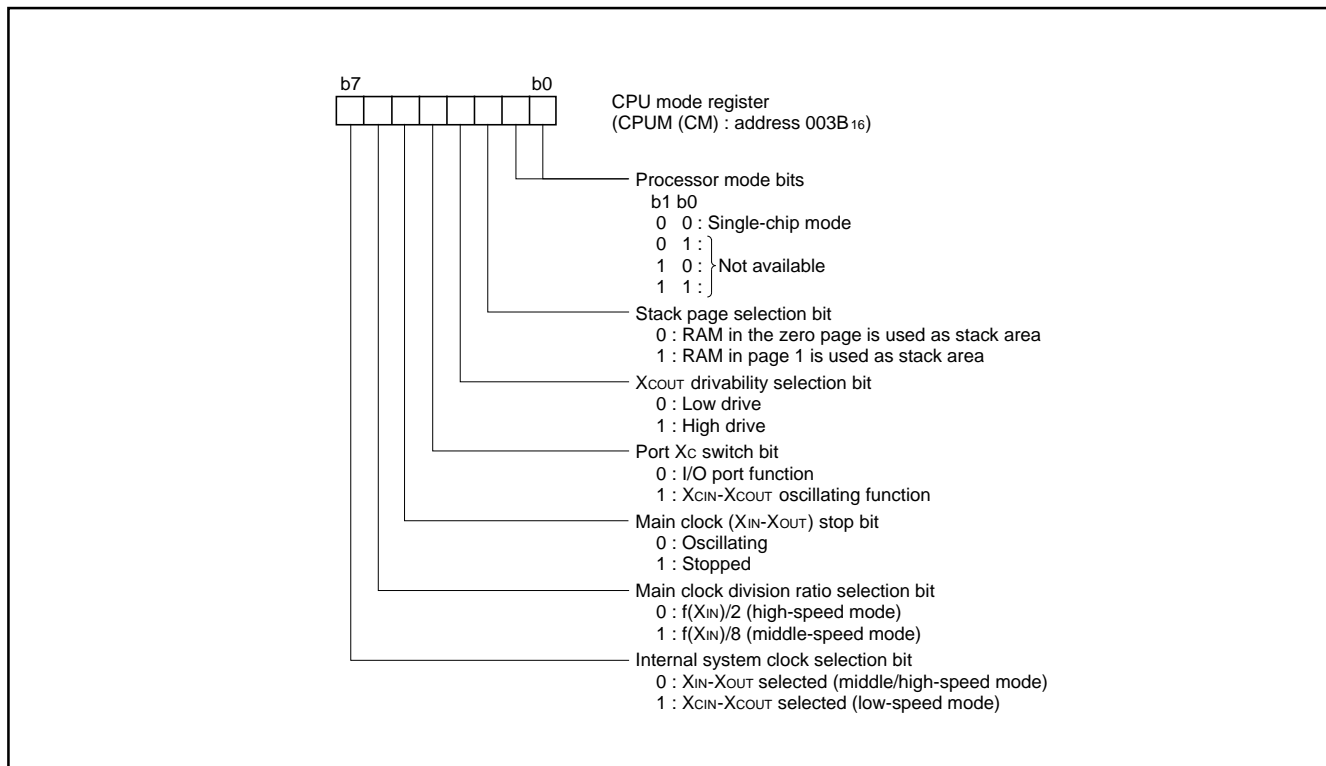 b7 b0
CPU mode register
(CPUM (CM) : address 003B16)
Processor mode bits
b1 b0
0 0 : Single-chip mode
0 1 :
1 0 : Not available
1 1 :
Stack page selection bit
0 : RAM in the zero page is used as stack area
1 : RAM in page 1 is used as stack area
XCOUT drivability selection bit
0 : Low drive
1 : High drive
Port XC switch bit
0 : I/O port function
1 : XCIN-XCOUT oscillating function
Main clock (XIN-XOUT) stop bit
0 : Oscillating
1 : Stopped
Main clock division ratio selection bit
0 : f(XIN)/2 (high-speed mode)
1 : f(XIN)/8 (middle-speed mode)
Internal system clock selection bit
0 : XIN-XOUT selected (middle/high-speed mode)
1 : XCIN-XCOUT selected (low-speed mode)